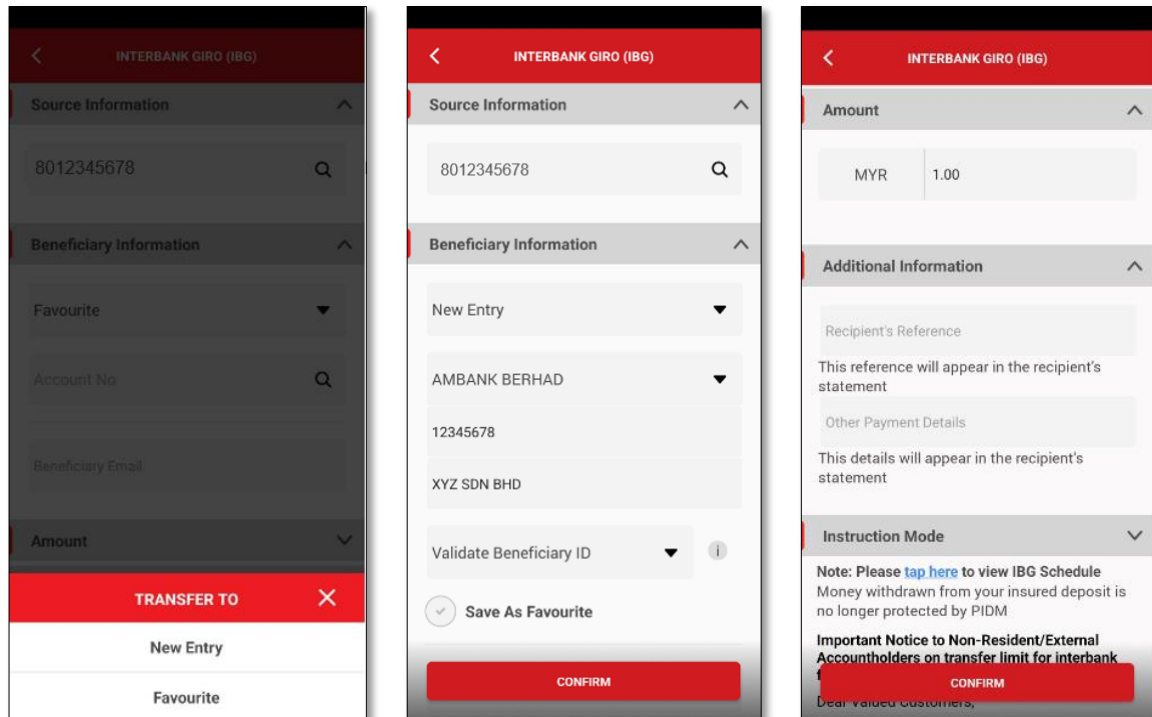 INTERBANK GIRO (IBG)
Source Information
8012345678
Beneficiary Information
Favourite
Account No
Beneficiary Email
Amount
TRANSFER TO
New Entry
Favourite
INTERBANK GIRO (IBG)
Source Information
8012345678
Beneficiary Information
New Entry
AMBANK BERHAD
12345678
XYZ SDN BHD
Validate Beneficiary ID
i
Save As Favourite
CONFIRM
INTERBANK GIRO (IBG)
Amount
MYR 1.00
Additional Information
Recipient's Reference
This reference will appear in the recipient's
statement
Other Payment Details
This details will appear in the recipient's
statement
Instruction Mode
Note: Please tap here to view IBG Schedule
Money withdrawn from your insured deposit is
no longer protected by PIDM
Important Notice to Non-Resident/External
Accountholders on transfer limit for interbank
CONFIRM
Dear Valued Customers,